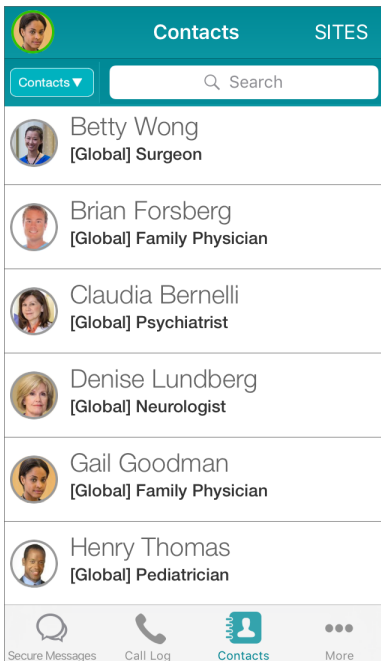 Contacts
SITES
Contacts▼
Search
Betty Wong
[Global] Surgeon
Brian Forsberg
[Global] Family Physician
Claudia Bernelli
[Global] Psychiatrist
Denise Lundberg
[Global] Neurologist
Gail Goodman
[Global] Family Physician
Henry Thomas
[Global] Pediatrician
Secure Messages
Call Log
Contacts
More